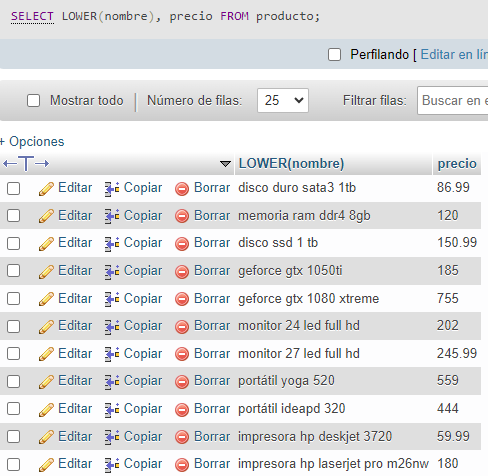 SELECT LOWER(nombre), precio FROM producto;
Perfilando [ Editar en lín
Mostrar todo Número de filas: 25 Filtrar filas: Buscar en e
+ Opciones
LOWER(nombre) precio
Editar Copiar Borrar disco duro sata3 1tb 86.99
Editar Copiar Borrar memoria ram ddr4 8gb 120
Editar Copiar Borrar disco ssd 1 tb 150.99
Editar Copiar Borrar geforce gtx 1050ti 185
Editar Copiar Borrar geforce gtx 1080 xtreme 755
Editar Copiar Borrar monitor 24 led full hd 202
Editar Copiar Borrar monitor 27 led full hd 245.99
Editar Copiar Borrar portátil yoga 520 559
Editar Copiar Borrar portátil ideapd 320 444
Editar Copiar Borrar impresora hp deskjet 3720 59.99
Editar Copiar Borrar impresora hp laserjet pro m26nw 180